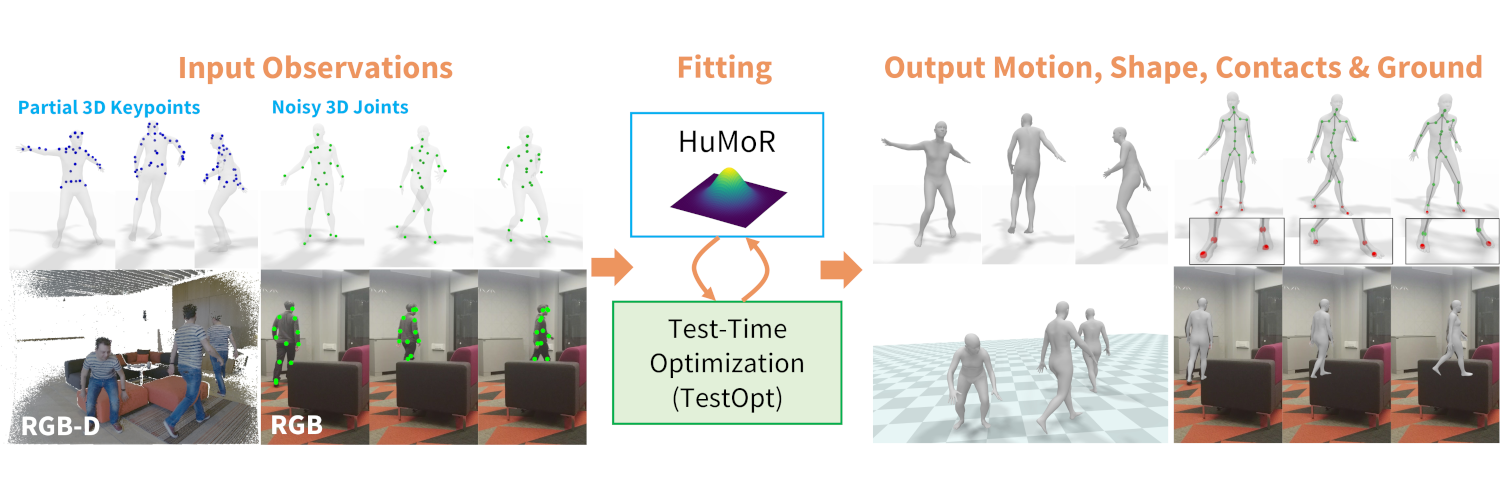 Input Observations
Fitting
Output Motion, Shape, Contacts & Ground
Partial 3D Keypoints
Noisy 3D Joints
HuMoR
Test-Time
Optimization
(TestOpt)
RGB-D
RGB